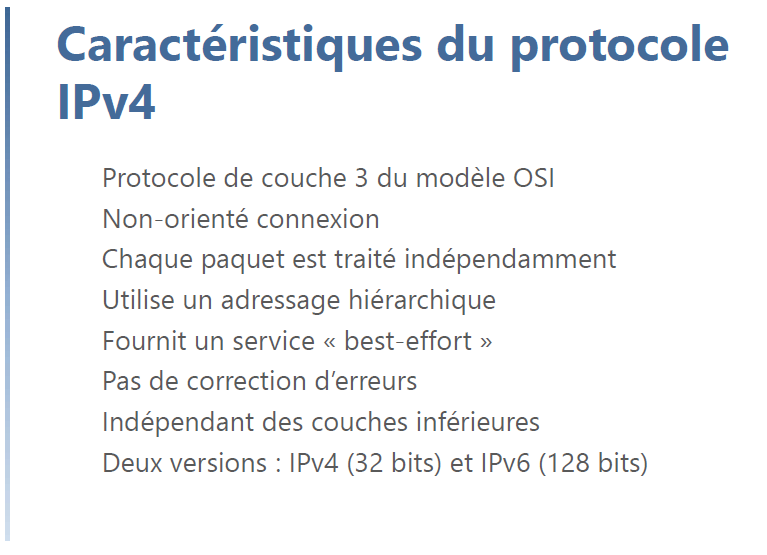 Caractéristiques du protocole
IPv4
Protocole de couche 3 du modèle OSI
Non-orienté connexion
Chaque paquet est traité indépendamment
Utilise un adressage hiérarchique
Fournit un service « best-effort »
Pas de correction d’erreurs
Indépendant des couches inférieures
Deux versions : IPv4 (32 bits) et IPv6 (128 bits)